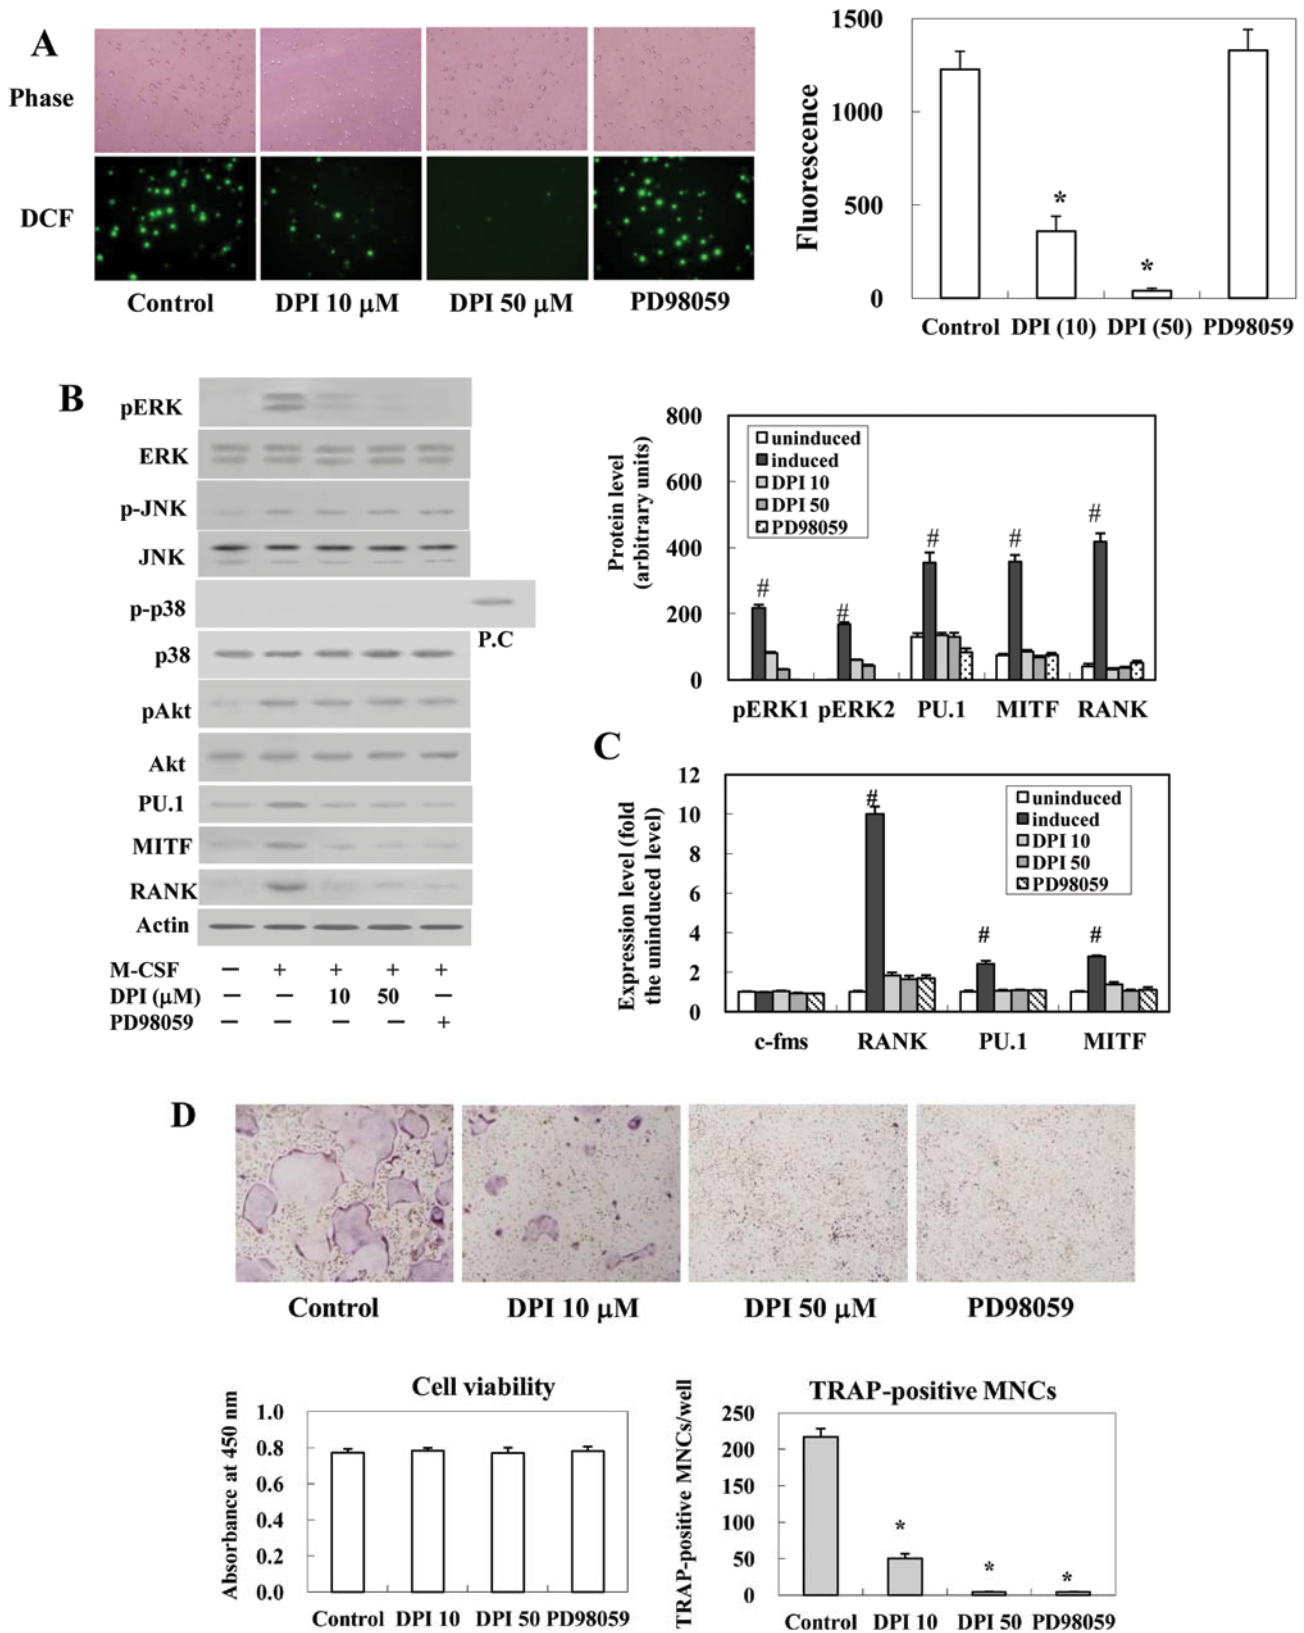 A
Phase
DCF
Control DPI 10 μM DPI 50 μM PD98059
Fluorescence
1500
1000
500
0
*
*
Control DPI (10) DPI (50) PD98059
B
pERK
ERK
p-JNK
JNK
p-p38
P.C
p38
pAkt
Akt
PU.1
MITF
RANK
Actin
M-CSF − + + + +
DPI (μM) − − 10 50 −
PD98059 − − − − +
Protein level
(arbitrary units)
800
600
400
200
0
uninduced
induced
DPI 10
DPI 50
PD98059
# # # # #
pERK1 pERK2 PU.1 MITF RANK
C
Expression level (fold
the uninduced level)
12
10
8
6
4
2
0
uninduced
induced
DPI 10
DPI 50
PD98059
# # #
c-fms RANK PU.1 MITF
D
Control DPI 10 μM DPI 50 μM PD98059
Cell viability
Absorbance at 450 nm
1.0
0.8
0.6
0.4
0.2
0.0
Control DPI 10 DPI 50 PD98059
TRAP-positive MNCs
TRAP-positive MNCs/well
250
200
150
100
50
0
* * *
Control DPI 10 DPI 50 PD98059